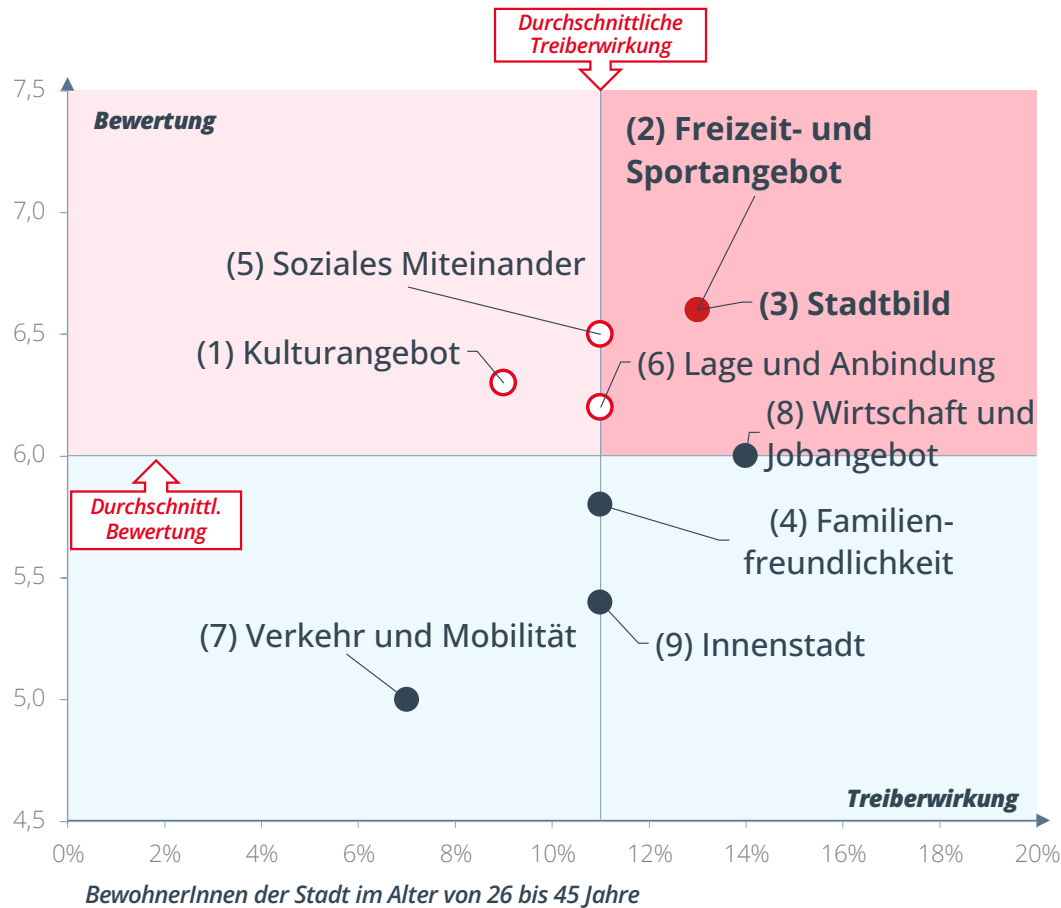 Durchschnittliche
Treiberwirkung
7,5
Bewertung
(2) Freizeit- und
Sportangebot
7,0
(5) Soziales Miteinander
(3) Stadtbild
6,5
(1) Kulturangebot
(6) Lage und Anbindung
(8) Wirtschaft und
Jobangebot
6,0
Durchschnittl.
Bewertung
(4) Familien-
freundlichkeit
5,5
(7) Verkehr und Mobilität
(9) Innenstadt
5,0
Treiberwirkung
4,5
0% 2% 4% 6% 8% 10% 12% 14% 16% 18% 20%
BewohnerInnen der Stadt im Alter von 26 bis 45 Jahre